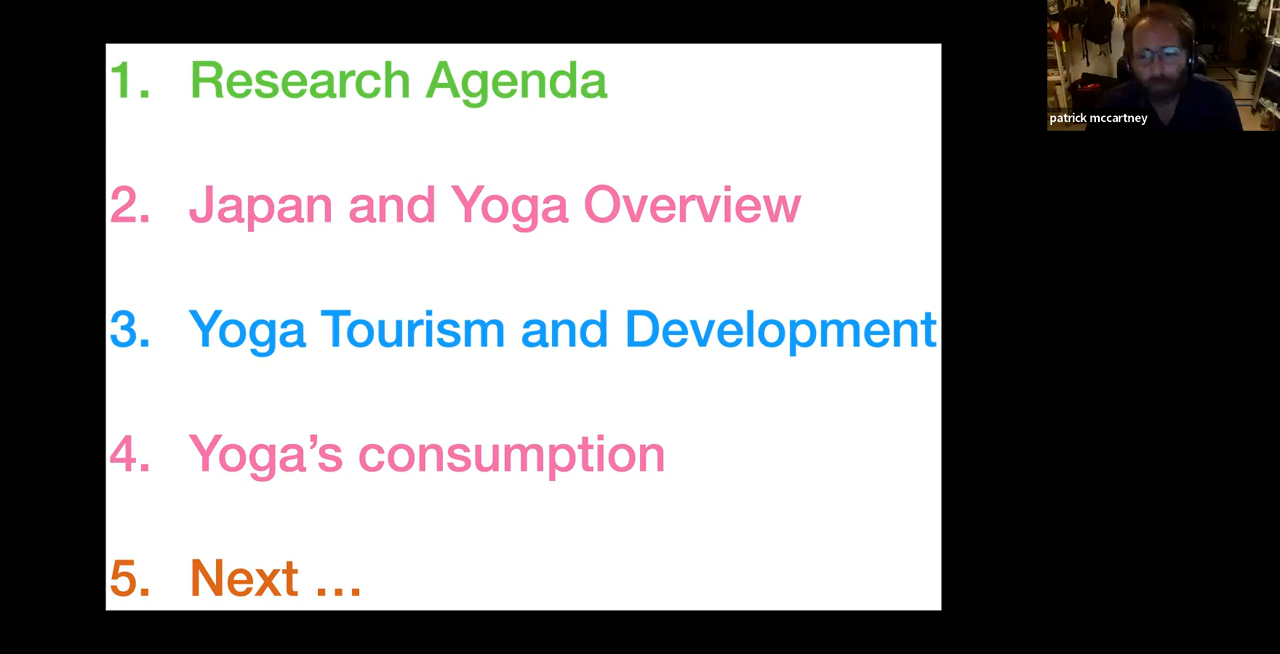 1. Research Agenda
2. Japan and Yoga Overview
3. Yoga Tourism and Development
4. Yoga’s consumption
5. Next …
patrick mccartney